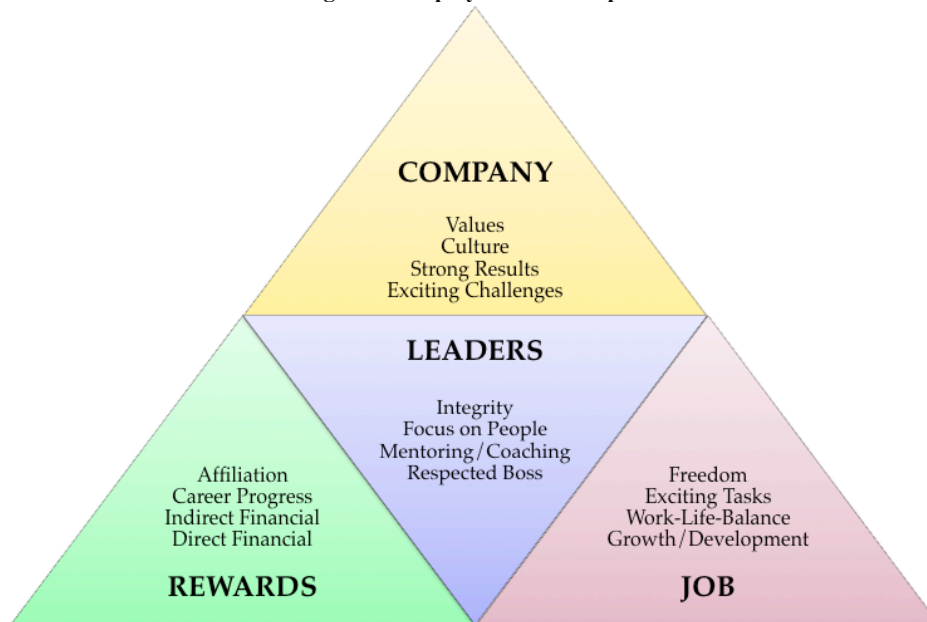 COMPANY
Values
Culture
Strong Results
Exciting Challenges
LEADERS
Integrity
Focus on People
Mentoring/Coaching
Respected Boss
Affiliation
Career Progress
Indirect Financial
Direct Financial
REWARDS
Freedom
Exciting Tasks
Work-Life-Balance
Growth/Development
JOB